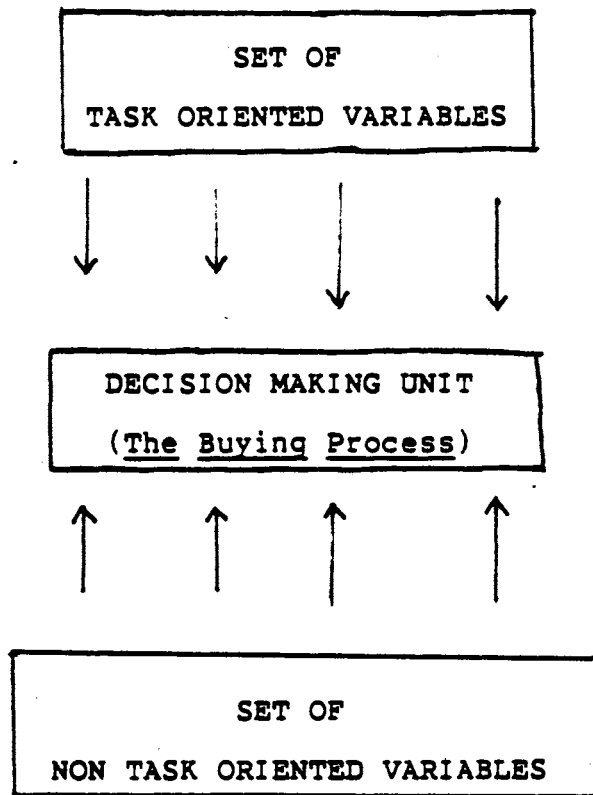 SET OF
TASK ORIENTED VARIABLES
DECISION MAKING UNIT
(The Buying Process)
SET OF
NON TASK ORIENTED VARIABLES